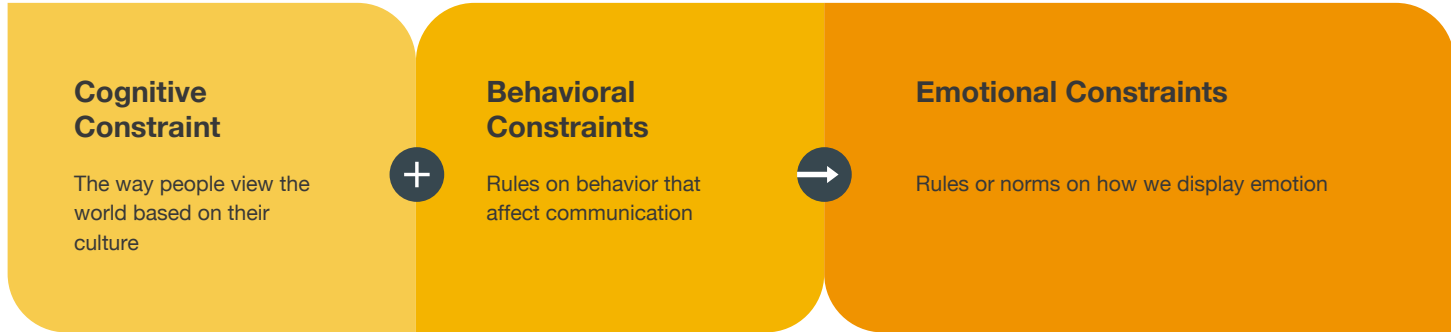 Cognitive
Constraint
The way people view the
world based on their
culture
Behavioral
Constraints
Rules on behavior that
affect communication
Emotional Constraints
Rules or norms on how we display emotion